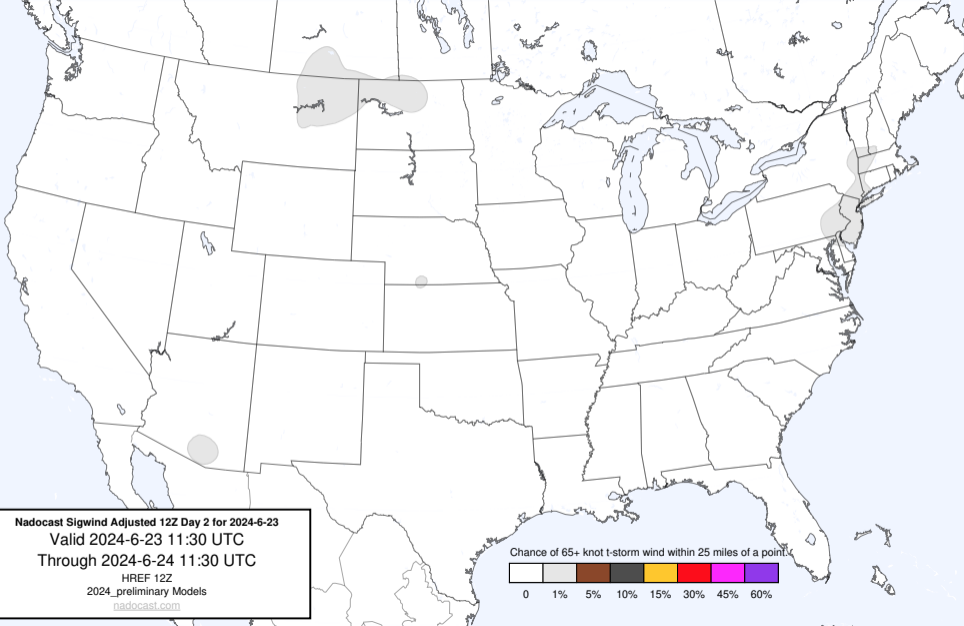 Nadocast Sigwind Adjusted 12Z Day 2 for 2024-6-23
Valid 2024-6-23 11:30 UTC
Through 2024-6-24 11:30 UTC
HREF 12Z
2024_preliminary Models
nadocast.com
Chance of 65+ knot t-storm wind within 25 miles of a point.
0 1% 5% 10% 15% 30% 45% 60%